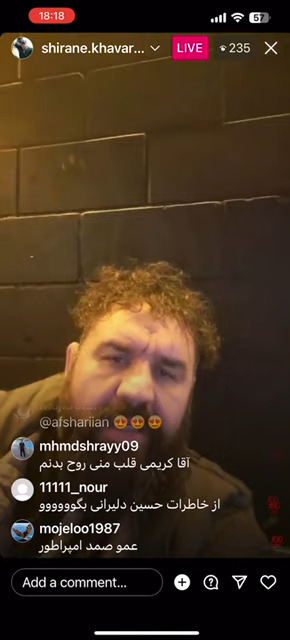 18:18
57
shirane.khavar...
LIVE
235
@afshariian 😍😍😍
mhmdshrayy09
آقا کریمی قلب منی روح بدنم
11111_nour
از خاطرات حسین دلیرانی بگووووووو
mojeloo1987
عمو صمد امپراطور
Add a comment...